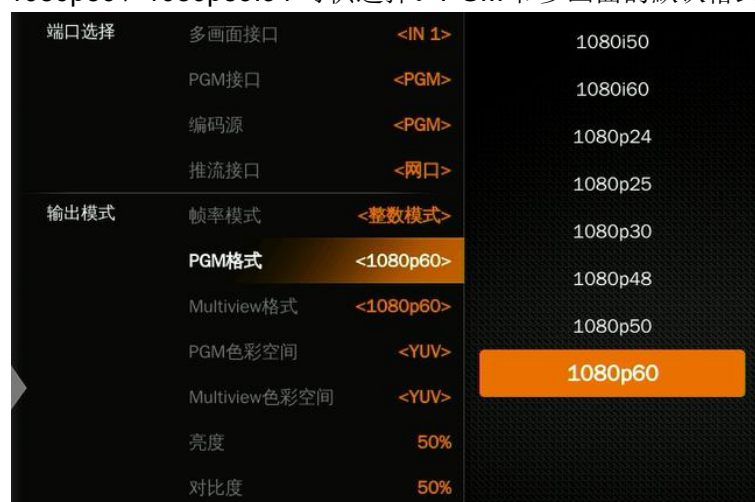 端口选择 多画面接口 <IN 1>
PGM接口 <PGM>
编码源 <PGM>
推流接口 <网口>
输出模式 帧率模式 <整数模式>
PGM格式 <1080p60>
Multiview格式 <1080p60>
PGM色彩空间 <YUV>
Multiview色彩空间 <YUV>
亮度 50%
对比度 50%
1080i50
1080i60
1080p24
1080p25
1080p30
1080p48
1080p50
1080p60